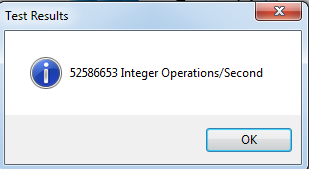 Test Results
52586653 Integer Operations/Second
OK